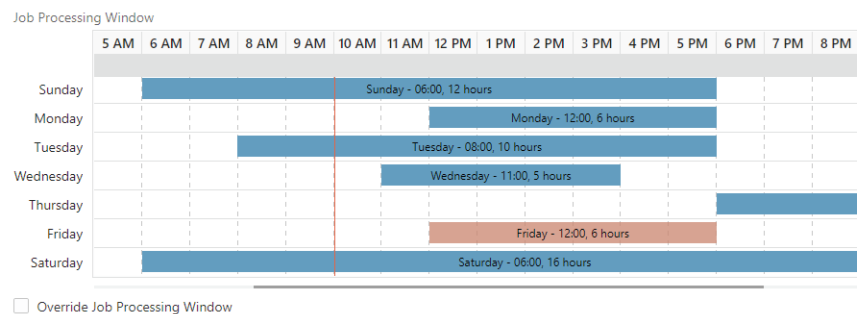 Job Processing Window
5 AM 6 AM 7 AM 8 AM 9 AM 10 AM 11 AM 12 PM 1 PM 2 PM 3 PM 4 PM 5 PM 6 PM 7 PM 8 PM
Sunday Sunday - 06:00, 12 hours
Monday Monday - 12:00, 6 hours
Tuesday Tuesday - 08:00, 10 hours
Wednesday Wednesday - 11:00, 5 hours
Thursday
Friday Friday - 12:00, 6 hours
Saturday Saturday - 06:00, 16 hours
Override Job Processing Window